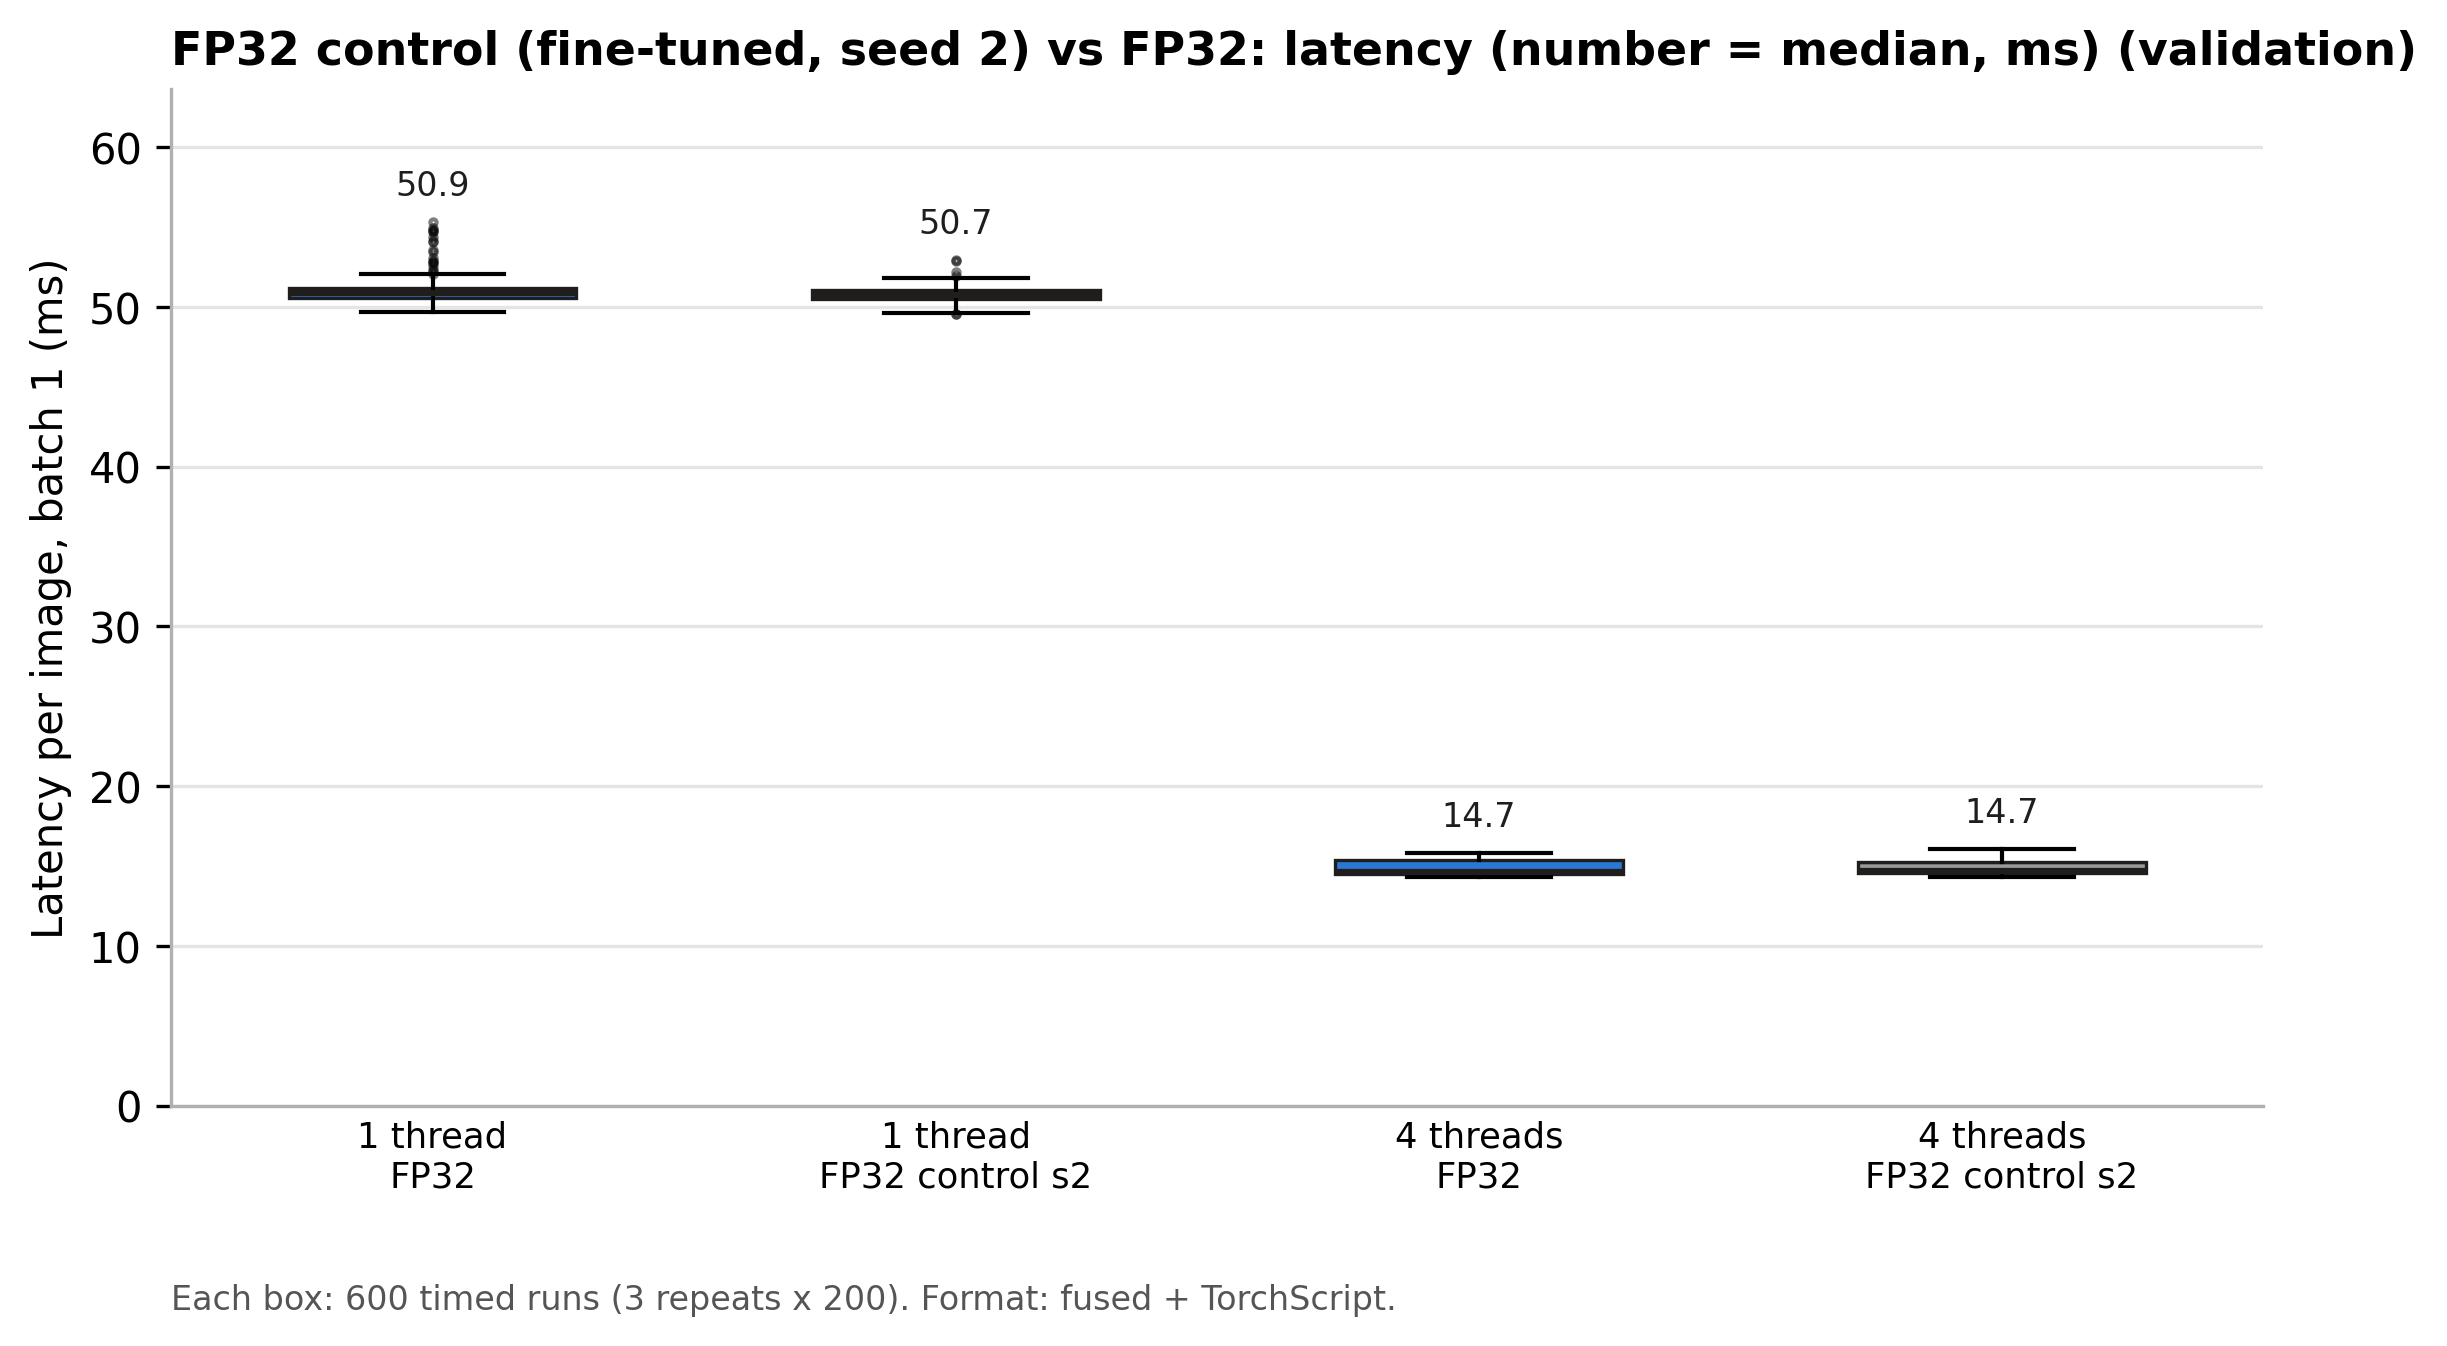 FP32 control (fine-tuned, seed 2) vs FP32: latency (number = median, ms) (validation)
Latency per image, batch 1 (ms)
60
50
40
30
20
10
0
50.9
50.7
14.7
14.7
1 thread
FP32
1 thread
FP32 control s2
4 threads
FP32
4 threads
FP32 control s2
Each box: 600 timed runs (3 repeats x 200). Format: fused + TorchScript.